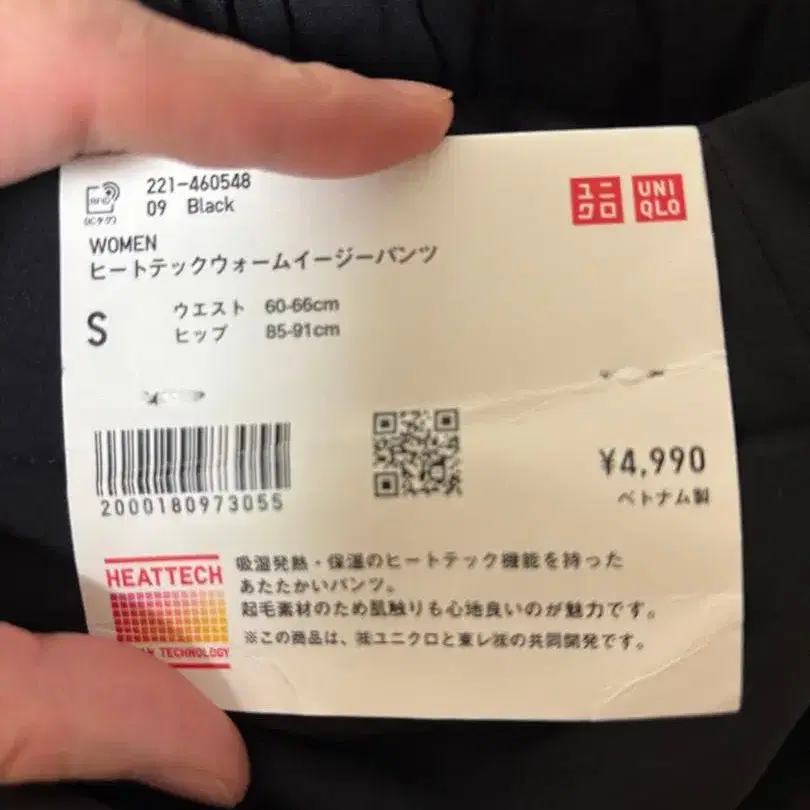 RFID
(ICタグ)
221-460548
09 Black
ユニ
クロ
UNI
QLO
WOMEN
ヒートテックウォームイージーパンツ
S
ウエスト 60-66cm
ヒップ 85-91cm
2000180973055
¥4,990
ベトナム製
HEATTECH
TECHNOLOGY
吸湿発熱・保温のヒートテック機能を持った
あたたかいパンツ。
起毛素材のため肌触りも心地良いのが魅力です。
※この商品は、㈱ユニクロと東レ㈱の共同開発です。